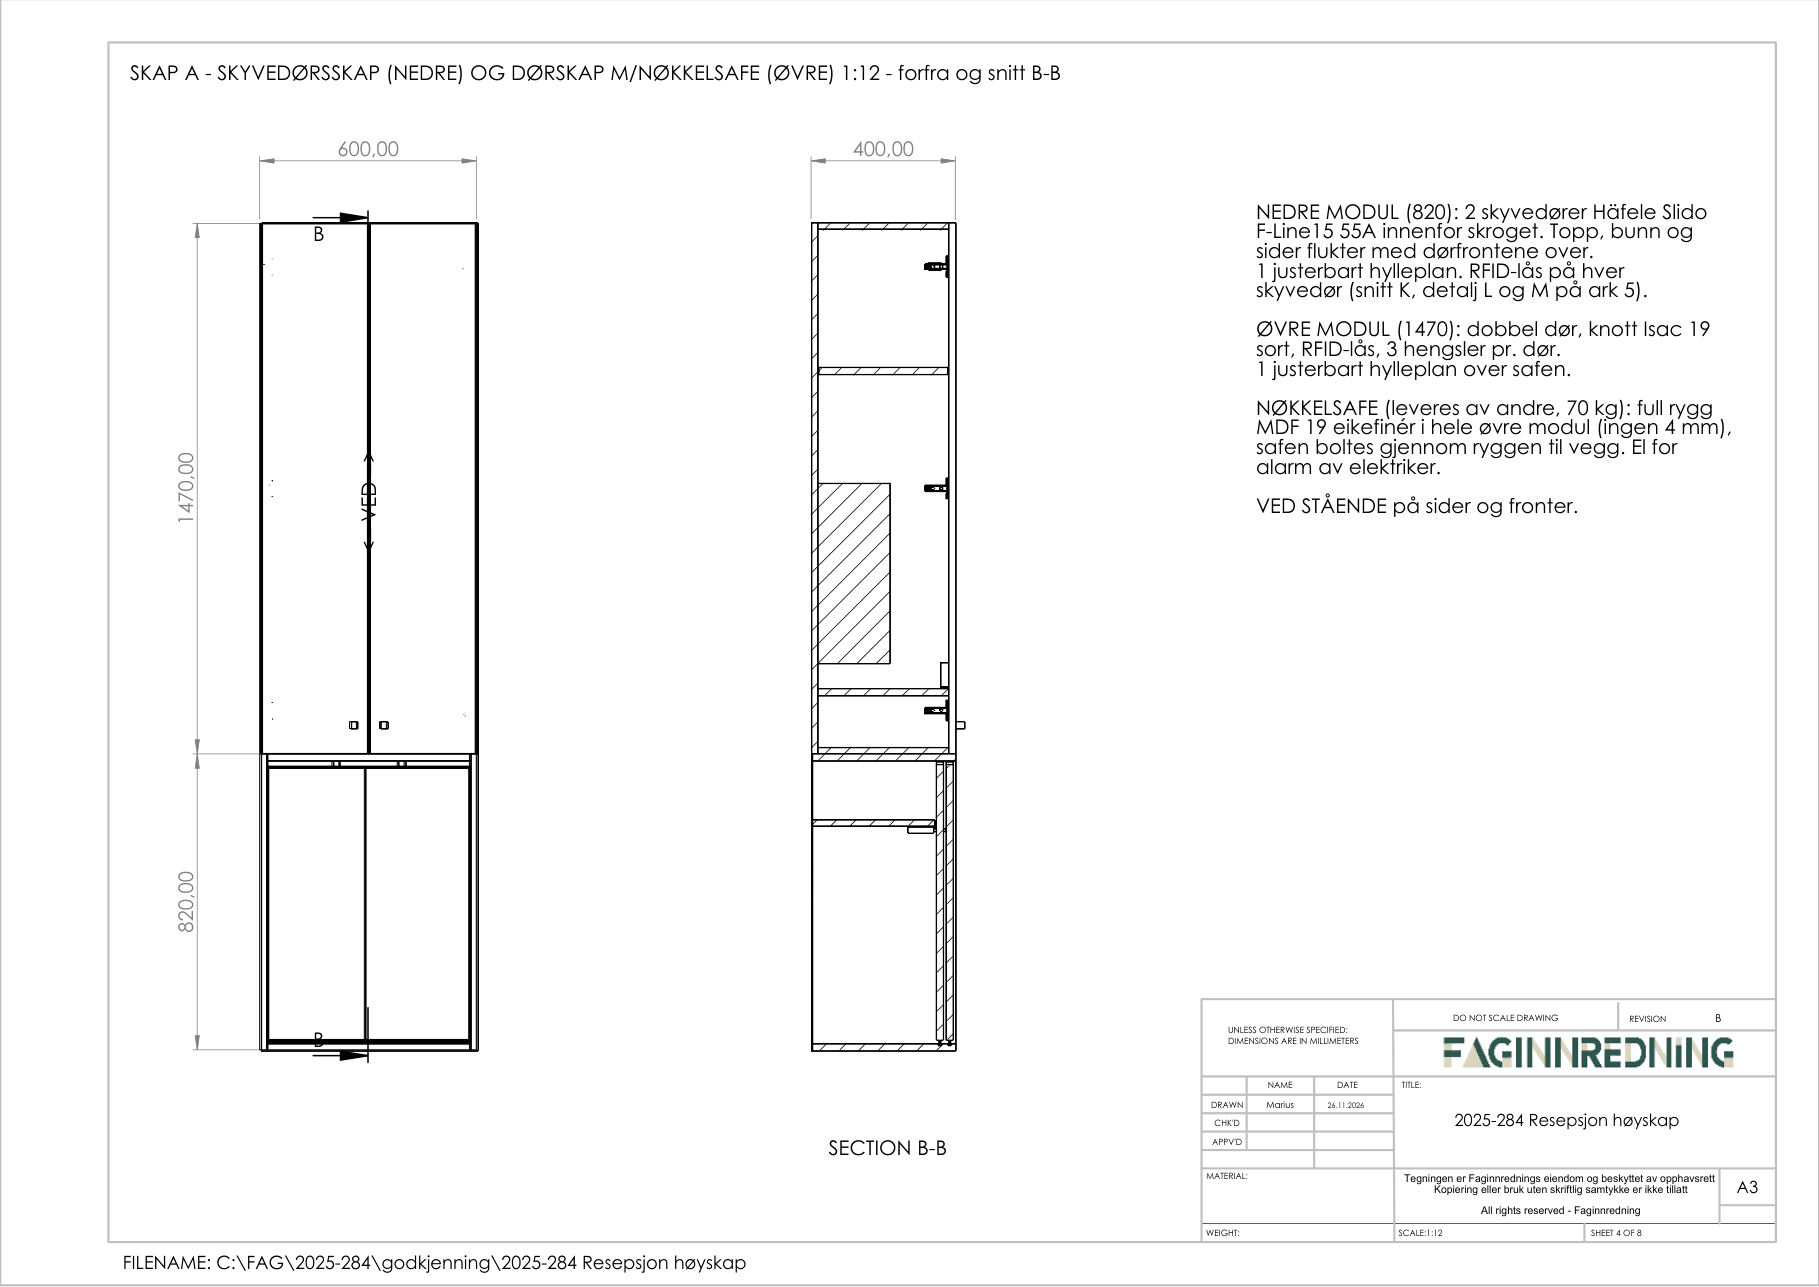 SKAP A - SKYVEDØRSSKAP (NEDRE) OG DØRSKAP M/NØKKELSAFE (ØVRE) 1:12 - forfra og snitt B-B
600,00
400,00
B
1470,00
VED
820,00
B
SECTION B-B
NEDRE MODUL (820): 2 skyvedører Häfele Slido
F-Line15 55A innenfor skroget. Topp, bunn og
sider flukter med dørfrontene over.
1 justerbart hylleplan. RFID-lås på hver
skyvedør (snitt K, detalj L og M på ark 5).
ØVRE MODUL (1470): dobbel dør, knott Isac 19
sort, RFID-lås, 3 hengsler pr. dør.
1 justerbart hylleplan over safen.
NØKKELSAFE (leveres av andre, 70 kg): full rygg
MDF 19 eikefinér i hele øvre modul (ingen 4 mm),
safen boltes gjennom ryggen til vegg. El for
alarm av elektriker.
VED STÅENDE på sider og fronter.
UNLESS OTHERWISE SPECIFIED:
DIMENSIONS ARE IN MILLIMETERS
DO NOT SCALE DRAWING
REVISION B
FAGINNREDNING
NAME DATE
DRAWN Marius 26.11.2026
CHK'D
APPV'D
TITLE:
2025-284 Resepsjon høyskap
MATERIAL:
Tegningen er Faginnrednings eiendom og beskyttet av opphavsrett
Kopiering eller bruk uten skriftlig samtykke er ikke tillatt
All rights reserved - Faginnredning
A3
WEIGHT:
SCALE:1:12
SHEET 4 OF 8
FILENAME: C:\FAG\2025-284\godkjenning\2025-284 Resepsjon høyskap